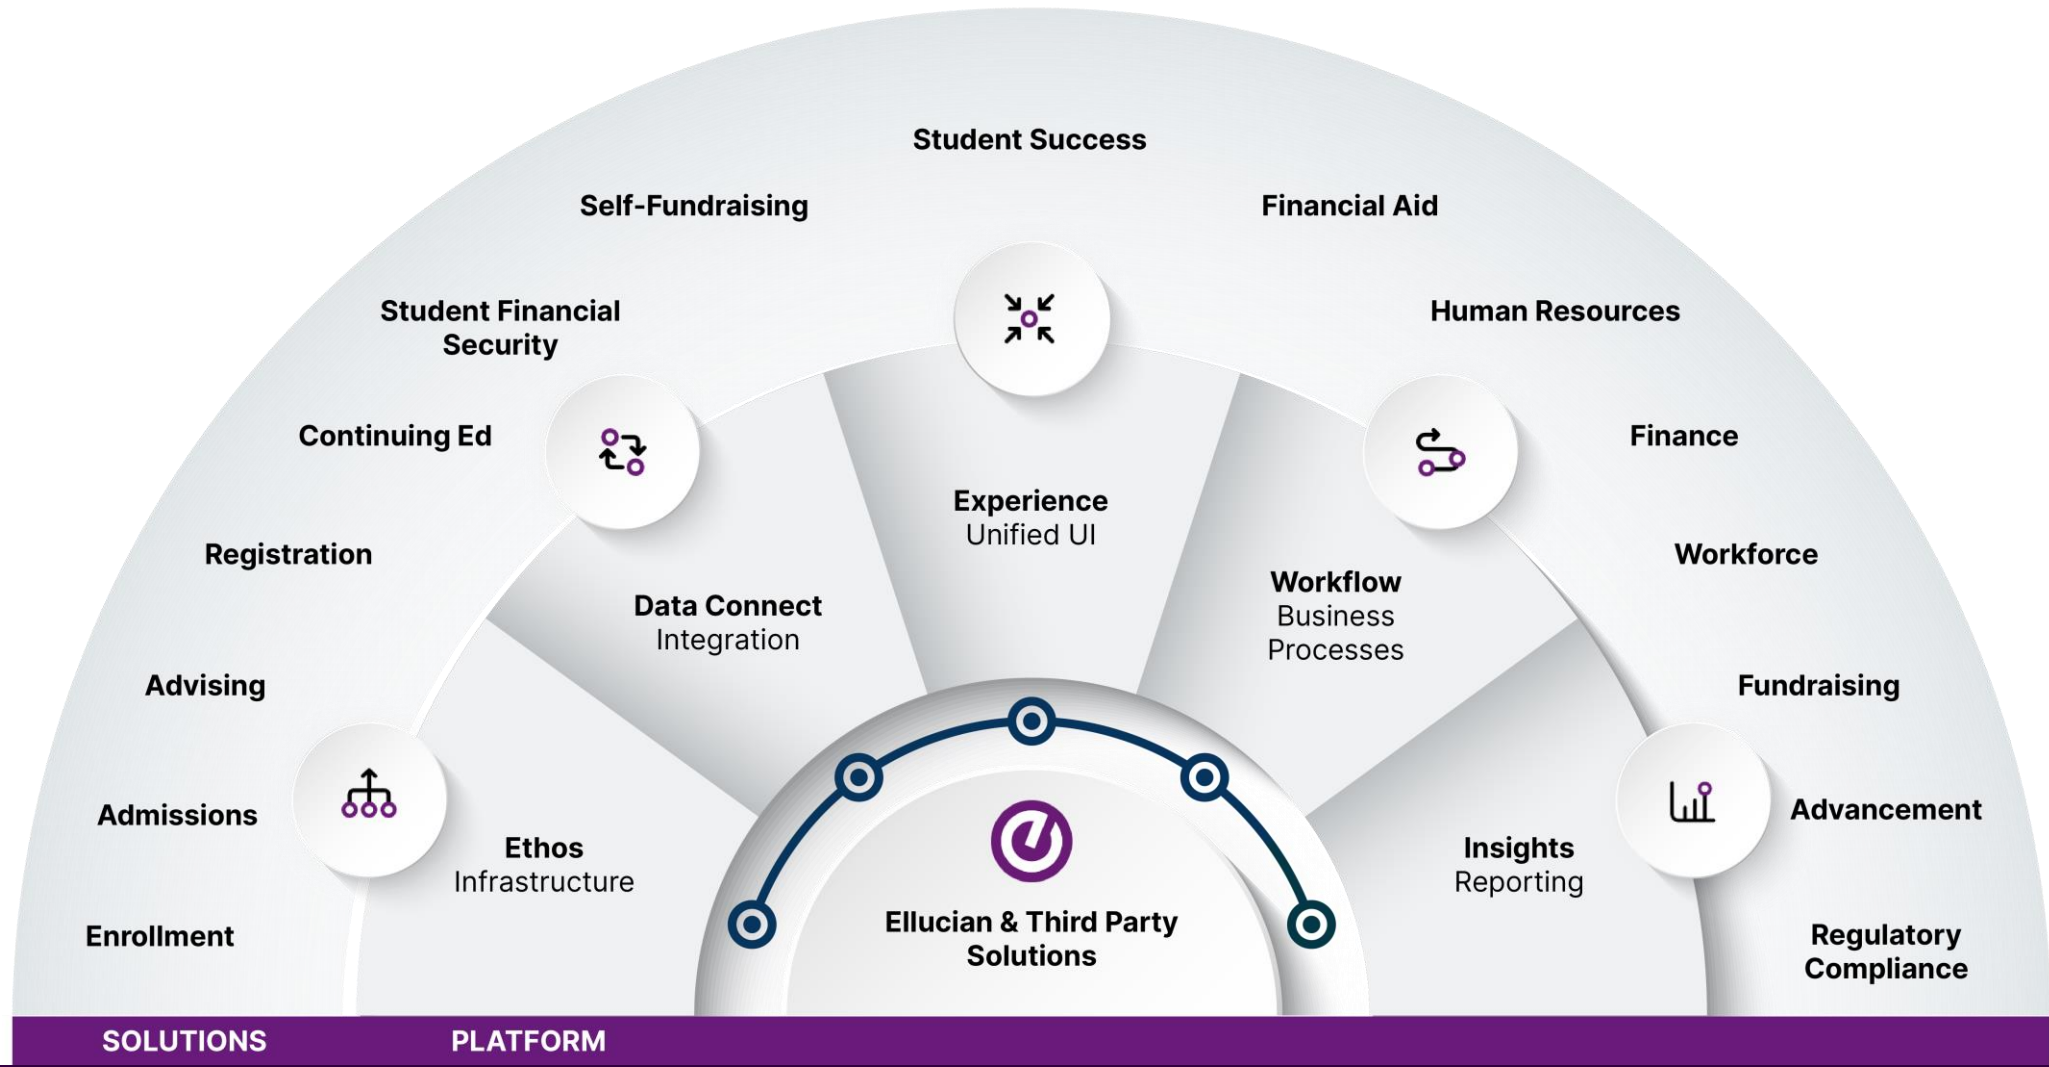 Student Success
Self-Fundraising
Financial Aid
Student Financial
Security
Human Resources
Continuing Ed
Finance
Experience
Unified UI
Registration
Workforce
Data Connect
Integration
Workflow
Business
Processes
Advising
Fundraising
Admissions
Advancement
Ethos
Infrastructure
Insights
Reporting
Enrollment
Ellucian & Third Party
Solutions
Regulatory
Compliance
SOLUTIONS
PLATFORM